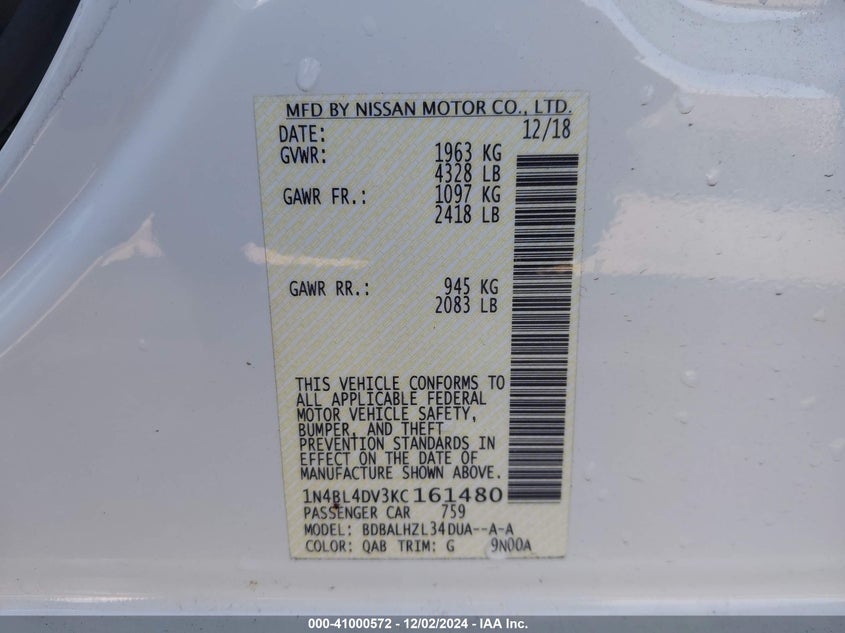 MFD BY NISSAN MOTOR CO., LTD.
DATE: 12/18
GVWR: 1963 KG
4328 LB
GAWR FR.: 1097 KG
2418 LB
GAWR RR.: 945 KG
2083 LB
THIS VEHICLE CONFORMS TO
ALL APPLICABLE FEDERAL
MOTOR VEHICLE SAFETY,
BUMPER, AND THEFT
PREVENTION STANDARDS IN
EFFECT ON THE DATE OF
MANUFACTURE SHOWN ABOVE.
1N4BL4DV3KC161480
PASSENGER CAR 759
MODEL: BDBALHZL34DUA--A-A
COLOR: QAB TRIM: G 9N00A
000-41000572 - 12/02/2024 - IAA Inc.